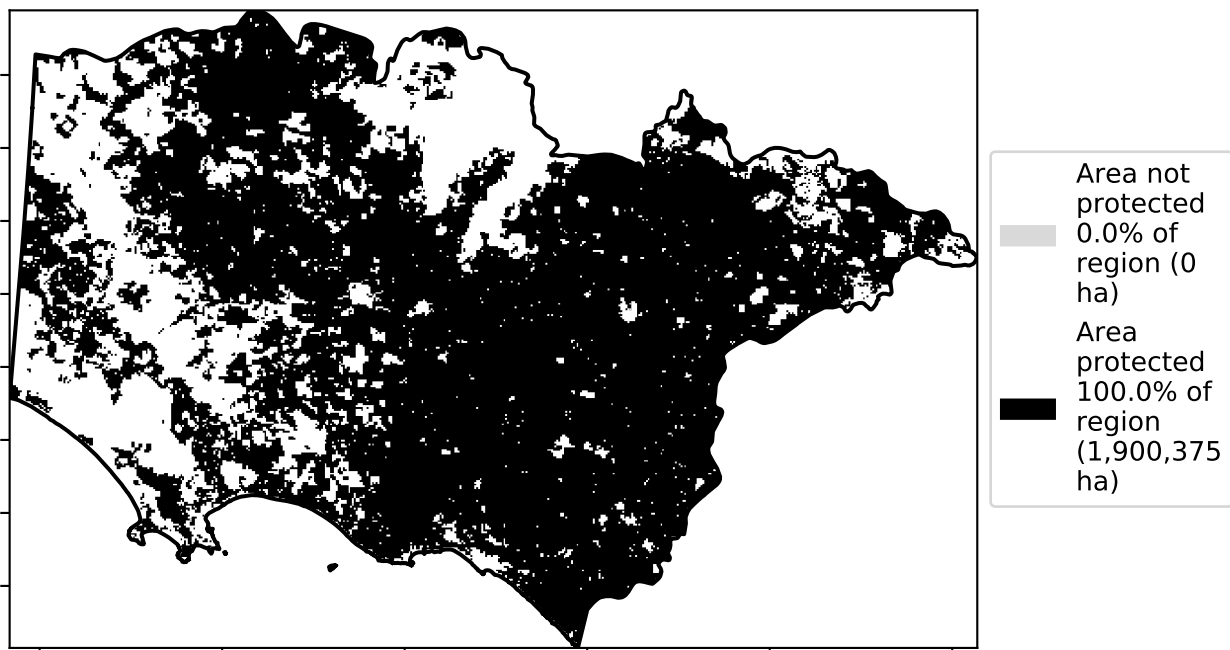 Area not
protected
0.0% of
region (0
ha)
Area
protected
100.0% of
region
(1,900,375
ha)